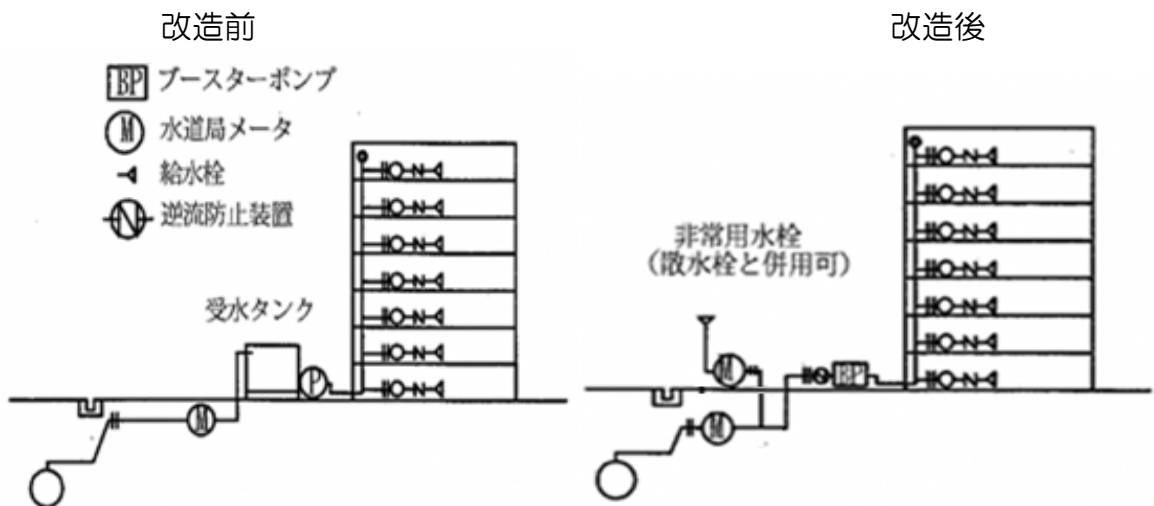 改造前
BP ブースターポンプ
M 水道局メータ
給水栓
N 逆流防止装置
受水タンク
P
M
改造後
非常用水栓
(散水栓と併用可)
M
BP
M